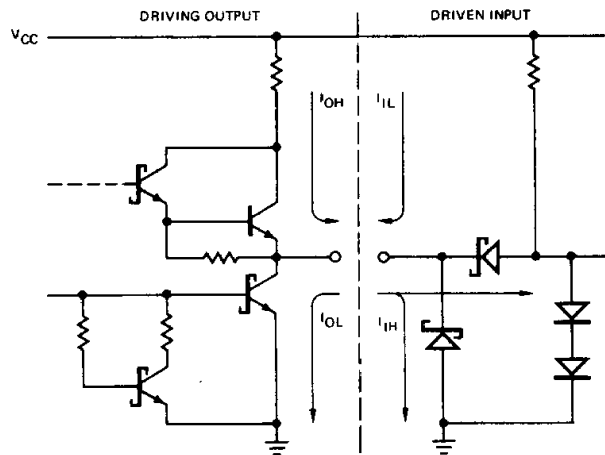 DRIVING OUTPUT
DRIVEN INPUT
VCC
IOH
IIL
IOL
IIH